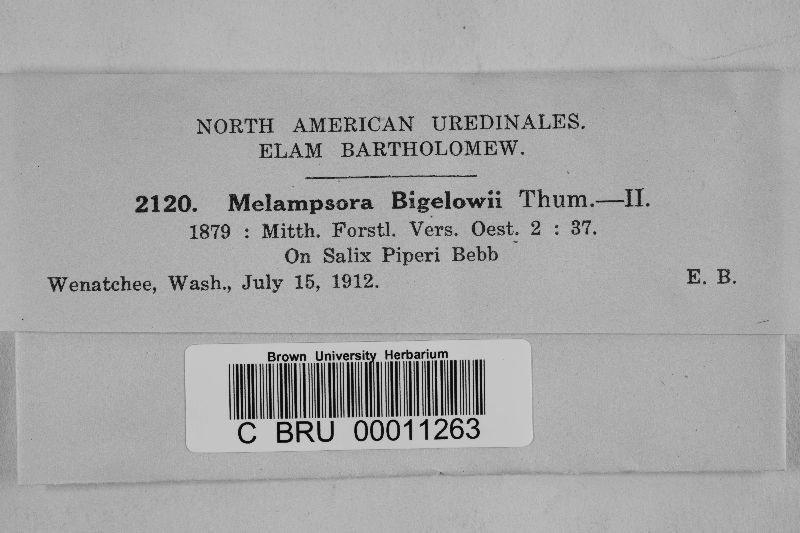 NORTH AMERICAN UREDINALES.
ELAM BARTHOLOMEW.
2120. Melampsora Bigelowii Thum.—II.
1879 : Mitth. Forstl. Vers. Oest. 2 : 37.
On Salix Piperi Bebb
Wenatchee, Wash., July 15, 1912. E. B.
Brown University Herbarium
C BRU 00011263